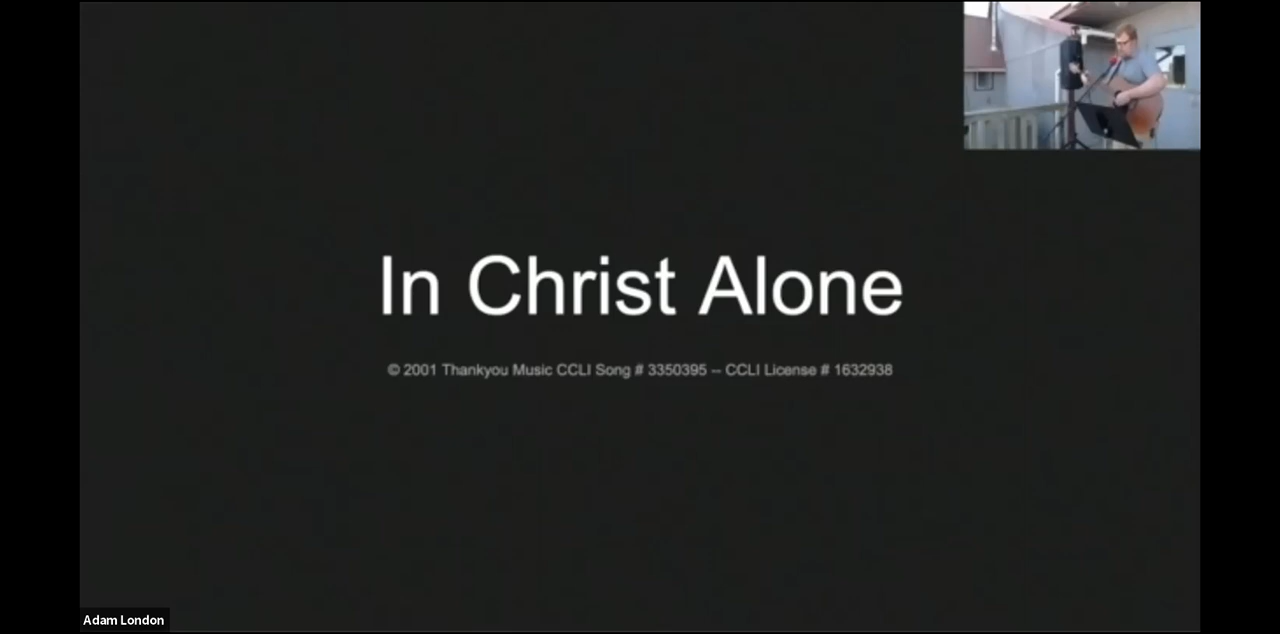 In Christ Alone
© 2001 Thankyou Music CCLI Song # 3350395 -- CCLI License # 1632938
Adam London